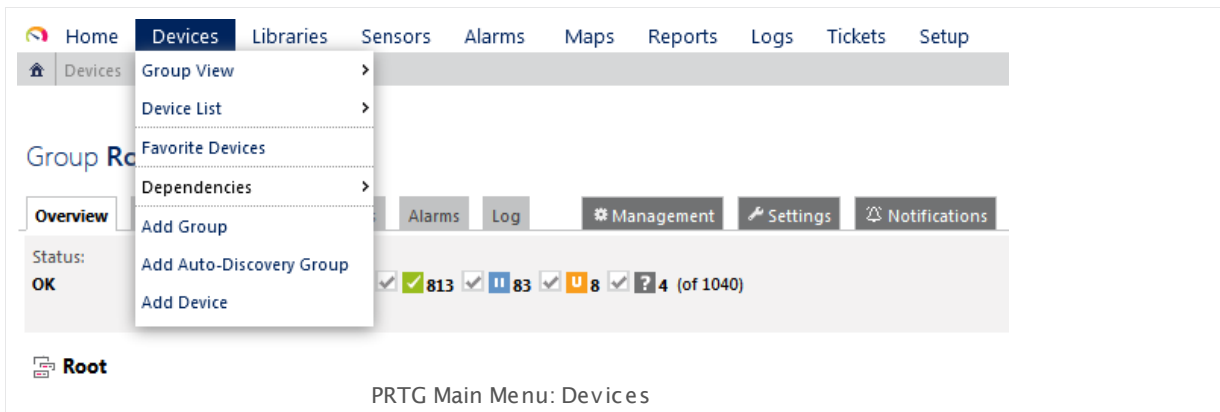 Home Devices Libraries Sensors Alarms Maps Reports Logs Tickets Setup
Devices
Group View
Device List
Favorite Devices
Group Ro
Dependencies
Overview Alarms Log Management Settings Notifications
Add Group
Status:
Add Auto-Discovery Group
OK 813 83 U 8 ? 4 (of 1040)
Add Device
Root
PRTG Main Menu: Devices